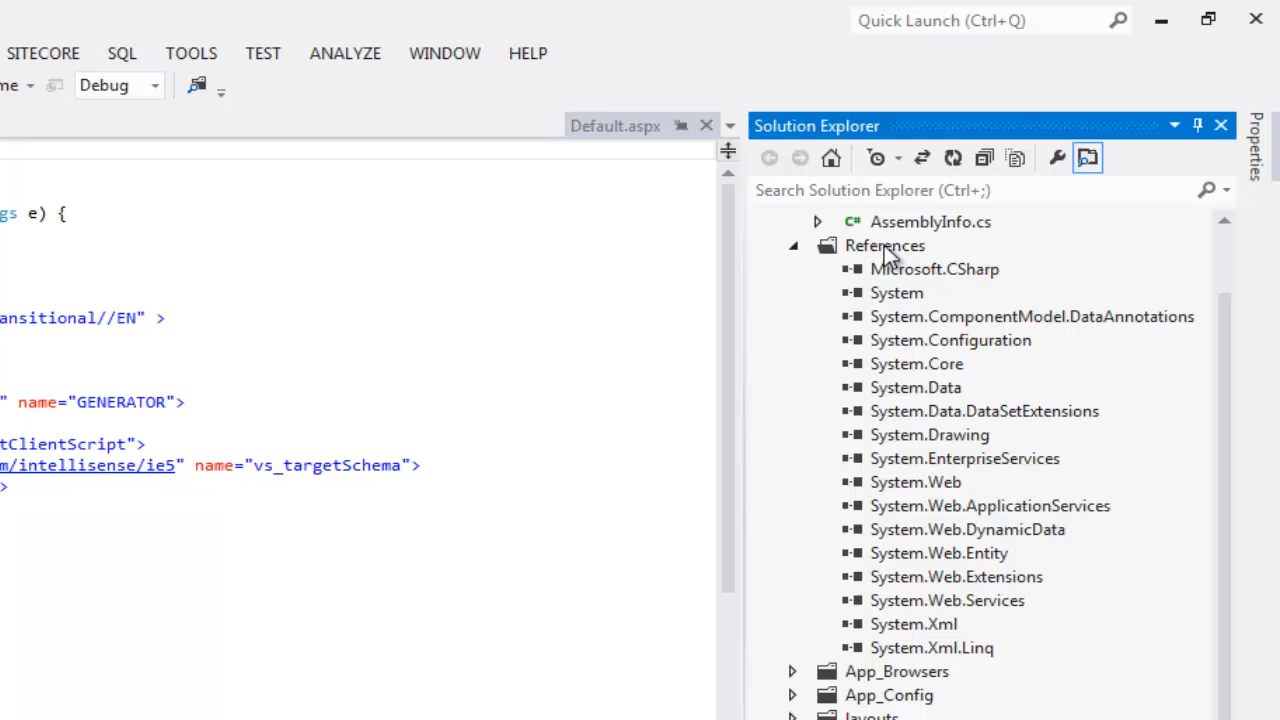 Quick Launch (Ctrl+Q)
SITECORE SQL TOOLS TEST ANALYZE WINDOW HELP
me Debug
Default.aspx
Solution Explorer
Properties
Search Solution Explorer (Ctrl+;)
gs e) {
ansitional//EN" >
" name="GENERATOR">
tClientScript">
m/intellisense/ie5" name="vs_targetSchema">
>
C# AssemblyInfo.cs
References
Microsoft.CSharp
System
System.ComponentModel.DataAnnotations
System.Configuration
System.Core
System.Data
System.Data.DataSetExtensions
System.Drawing
System.EnterpriseServices
System.Web
System.Web.ApplicationServices
System.Web.DynamicData
System.Web.Entity
System.Web.Extensions
System.Web.Services
System.Xml
System.Xml.Linq
App_Browsers
App_Config
layouts